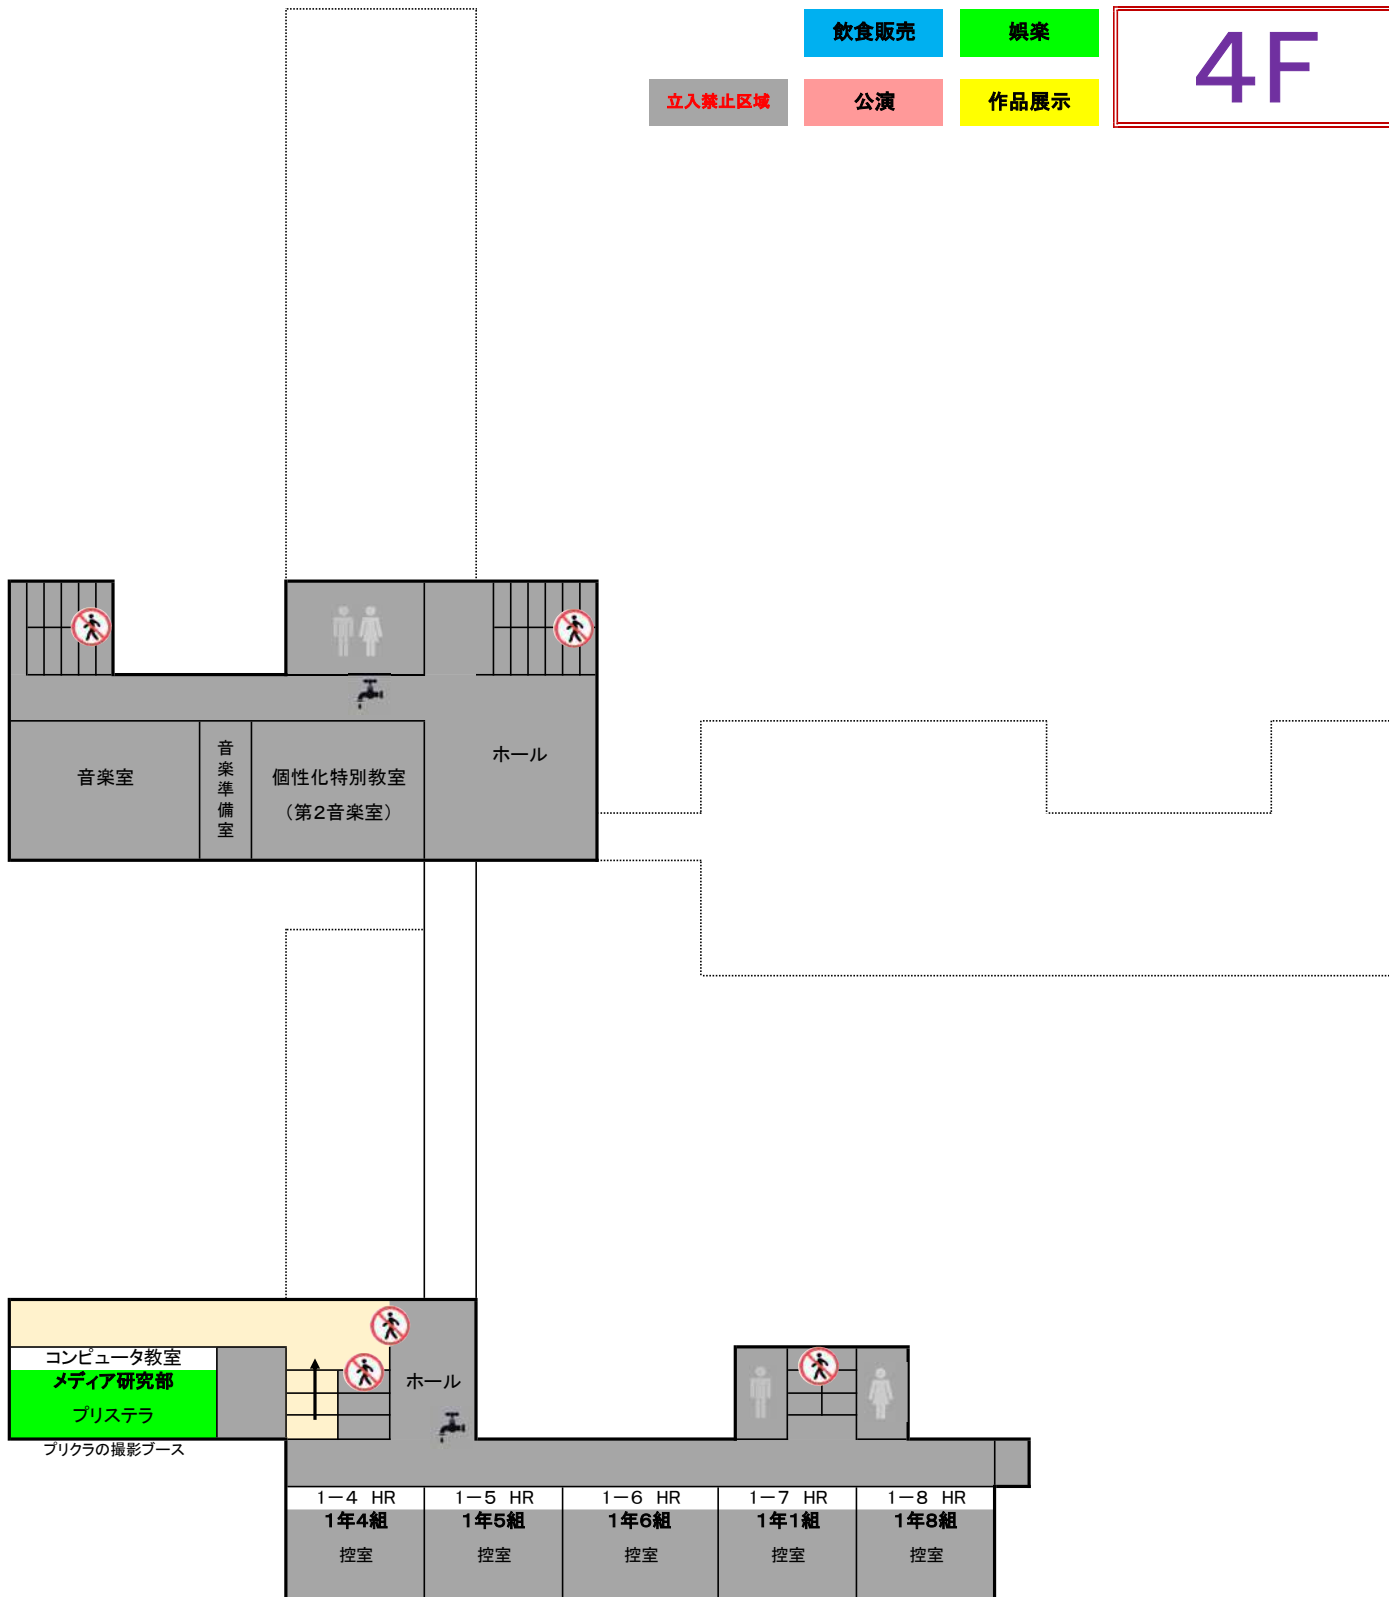 飲食販売
娯楽
4F
立入禁止区域
公演
作品展示
音楽室
音楽準備室
個性化特別教室
（第2音楽室）
ホール
コンピュータ教室
メディア研究部
プリステラ
プリクラの撮影ブース
ホール
1－4 HR
1年4組
控室
1－5 HR
1年5組
控室
1－6 HR
1年6組
控室
1－7 HR
1年1組
控室
1－8 HR
1年8組
控室